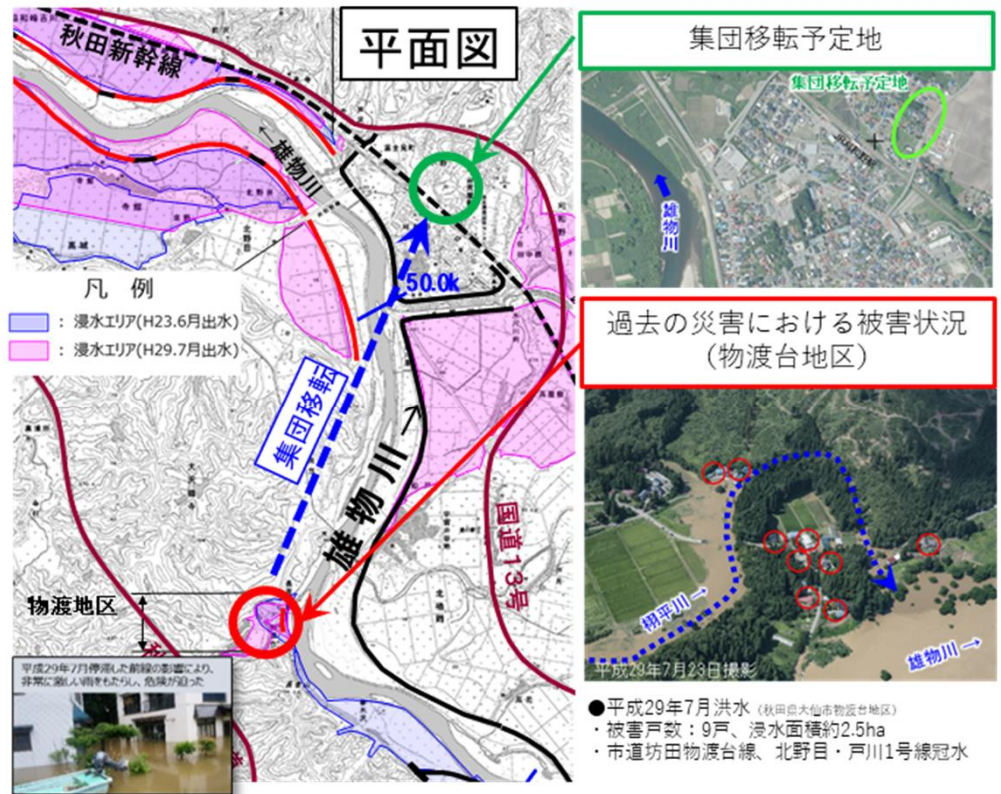 平面図
秋田新幹線
←雄物川
50.0k
凡 例
: 浸水エリア(H23.6月出水)
: 浸水エリア(H29.7月出水)
集団移転
雄物川→
国道13号
物渡地区
平成29年7月停滞した前線の影響により、
非常に激しい雨をもたらし、危険が迫った
集団移転予定地
集団移転予定地
雄物川
過去の災害における被害状況
(物渡台地区)
栩平川→
雄物川→
平成29年7月23日撮影
●平成29年7月洪水（秋田県大仙市物渡台地区）
・被害戸数：9戸、浸水面積約2.5ha
・市道坊田物渡台線、北野目・戸川1号線冠水